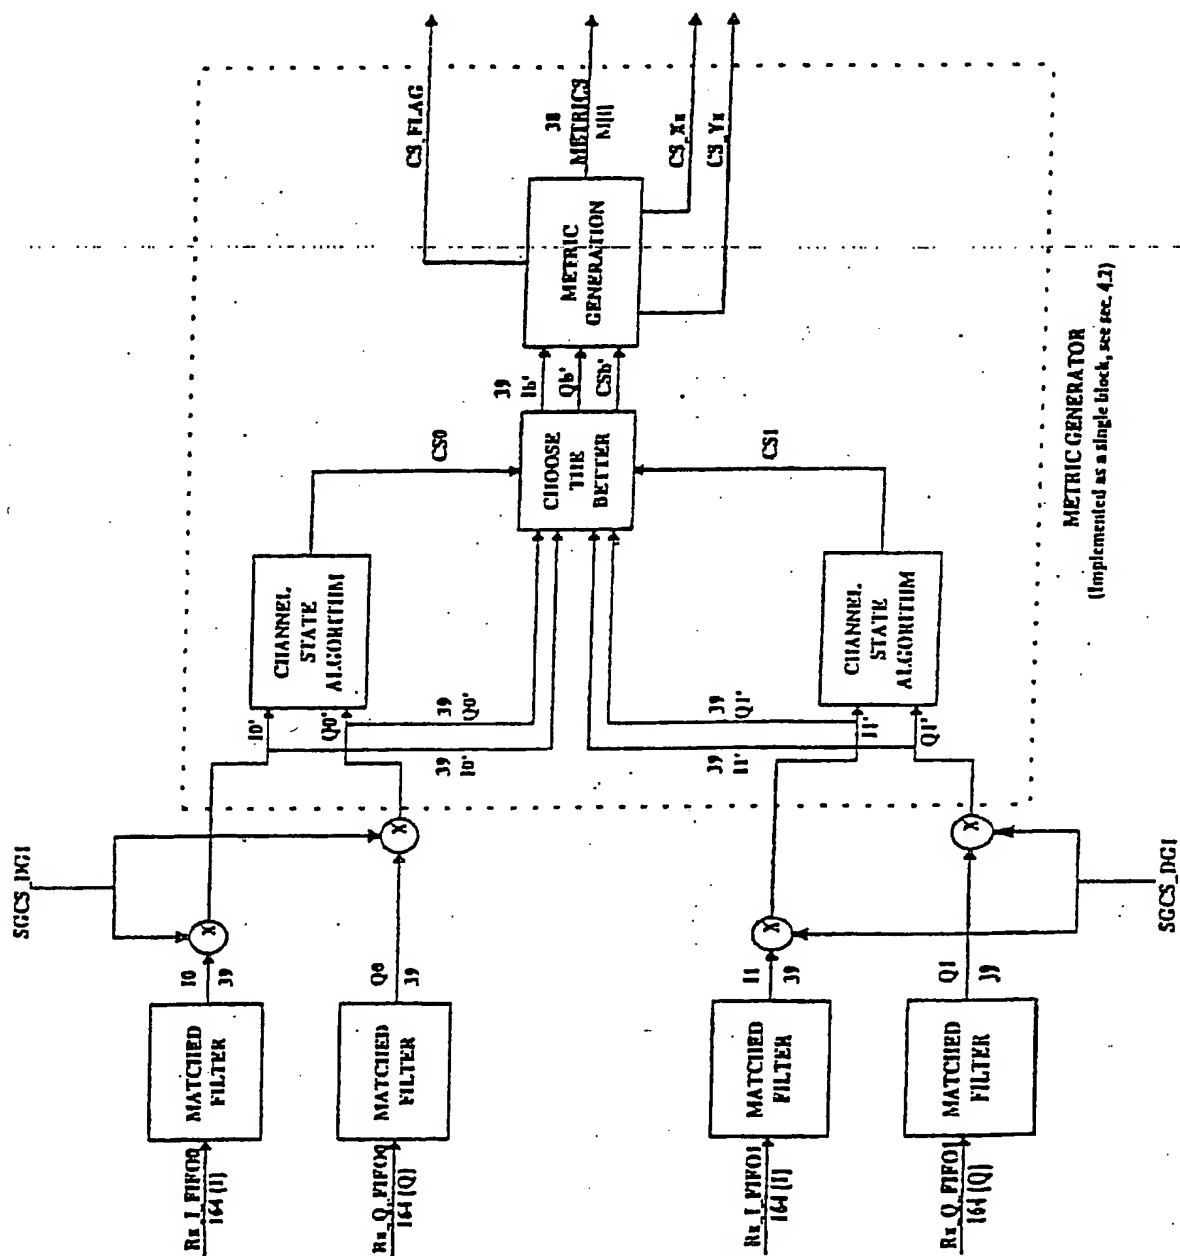 Rx_I_FIFO0
164 [I]
MATCHED
FILTER
I0
39
Rx_Q_FIFO0
164 [Q]
MATCHED
FILTER
Q0
39
SGCS_DG1
X
X
I0'
Q0'
39
I0'
39
Q0'
CHANNEL
STATE
ALGORITHM
CS0
Rx_I_FIFO1
164 [I]
MATCHED
FILTER
I1
39
Rx_Q_FIFO1
164 [Q]
MATCHED
FILTER
Q1
39
SGCS_DG1
X
X
I1'
Q1'
39
I1'
39
Q1'
CHANNEL
STATE
ALGORITHM
CS1
CHOOSE
THE
BETTER
39
Ib'
Qb'
CSb'
METRIC
GENERATION
CS_FLAG
38
METRICS
M[i]
CS_Xn
CS_Yn
METRIC GENERATOR
(Implemented as a single block, see sec. 4.2)